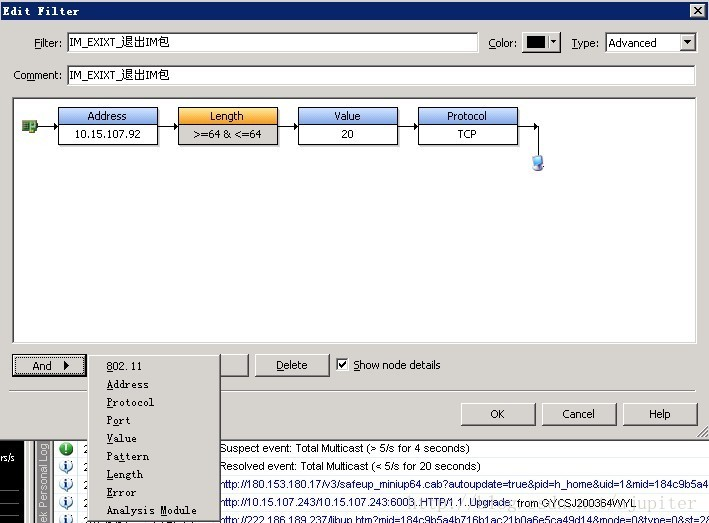 Edit Filter
Filter: IM_EXIXT_退出IM包 Color: Type: Advanced
Comment: IM_EXIXT_退出IM包
Address Length Value Protocol
10.15.107.92 >=64 & <=64 20 TCP
And Delete Show node details
802.11
Address
Protocol
Port
Value
Pattern
Length
Error
Analysis Module
OK Cancel Help
rs/s
ek Personal Log
2 Suspect event: Total Multicast (> 5/s for 4 seconds)
2 Resolved event: Total Multicast (< 5/s for 20 seconds)
2 http://180.153.180.17/v3/safeup_miniup64.cab?autoupdate=true&pid=h_home&uid=1&mid=184c9b5a4
2 http://10.15.107.243/10.15.107.243:6003..HTTP/1.1..Upgrade: from GYCSJ200364WYL
http://222.186.189.237/libup.htm?mid=184c9b5a4b716b1ac21b0a6e5ca49d14&nodc=0&type=0&st=2